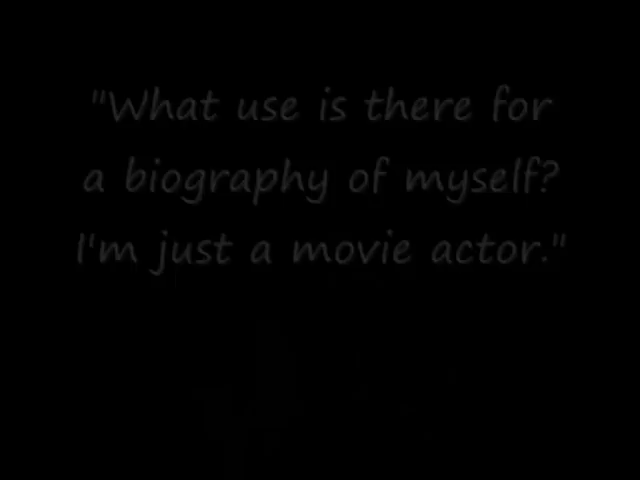 "What use is there for
a biography of myself?
I'm just a movie actor."